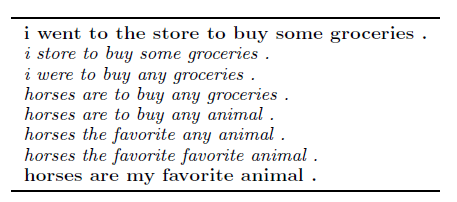 i went to the store to buy some groceries .
i store to buy some groceries .
i were to buy any groceries .
horses are to buy any groceries .
horses are to buy any animal .
horses the favorite any animal .
horses the favorite favorite animal .
horses are my favorite animal .